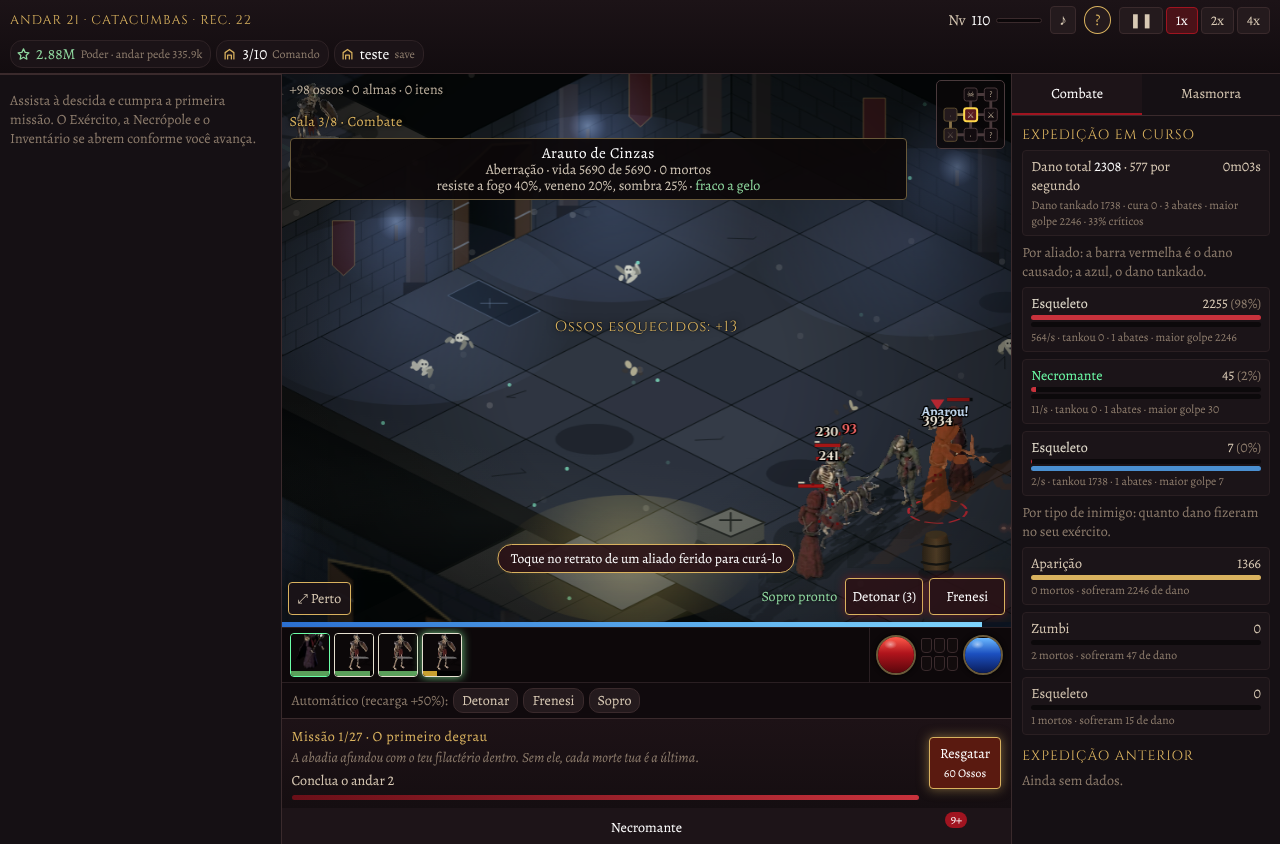 ANDAR 21 · CATACUMBAS · REC. 22
Nv 110
♪
?
❚❚
1x
2x
4x
2.88M Poder · andar pede 335.9k
3/10 Comando
teste save
Assista à descida e cumpra a primeira
missão. O Exército, a Necrópole e o
Inventário se abrem conforme você avança.
+98 ossos · 0 almas · 0 itens
Sala 3/8 · Combate
Arauto de Cinzas
Aberração · vida 5690 de 5690 · 0 mortos
resiste a fogo 40%, veneno 20%, sombra 25% · fraco a gelo
Ossos esquecidos: +13
Aparou!
3934
230
93
241
Toque no retrato de um aliado ferido para curá-lo
⤢ Perto
Sopro pronto
Detonar (3)
Frenesi
Automático (recarga +50%):
Detonar
Frenesi
Sopro
Missão 1/27 · O primeiro degrau
A abadia afundou com o teu filactério dentro. Sem ele, cada morte tua é a última.
Conclua o andar 2
Resgatar
60 Ossos
Necromante
9+
Combate
Masmorra
EXPEDIÇÃO EM CURSO
Dano total 2308 · 577 por
segundo
0m03s
Dano tankado 1738 · cura 0 · 3 abates · maior
golpe 2246 · 33% críticos
Por aliado: a barra vermelha é o dano
causado; a azul, o dano tankado.
Esqueleto
2255 (98%)
564/s · tankou 0 · 1 abates · maior golpe 2246
Necromante
45 (2%)
11/s · tankou 0 · 1 abates · maior golpe 30
Esqueleto
7 (0%)
2/s · tankou 1738 · 1 abates · maior golpe 7
Por tipo de inimigo: quanto dano fizeram
no seu exército.
Aparição
1366
0 mortos · sofreram 2246 de dano
Zumbi
0
2 mortos · sofreram 47 de dano
Esqueleto
0
1 mortos · sofreram 15 de dano
EXPEDIÇÃO ANTERIOR
Ainda sem dados.